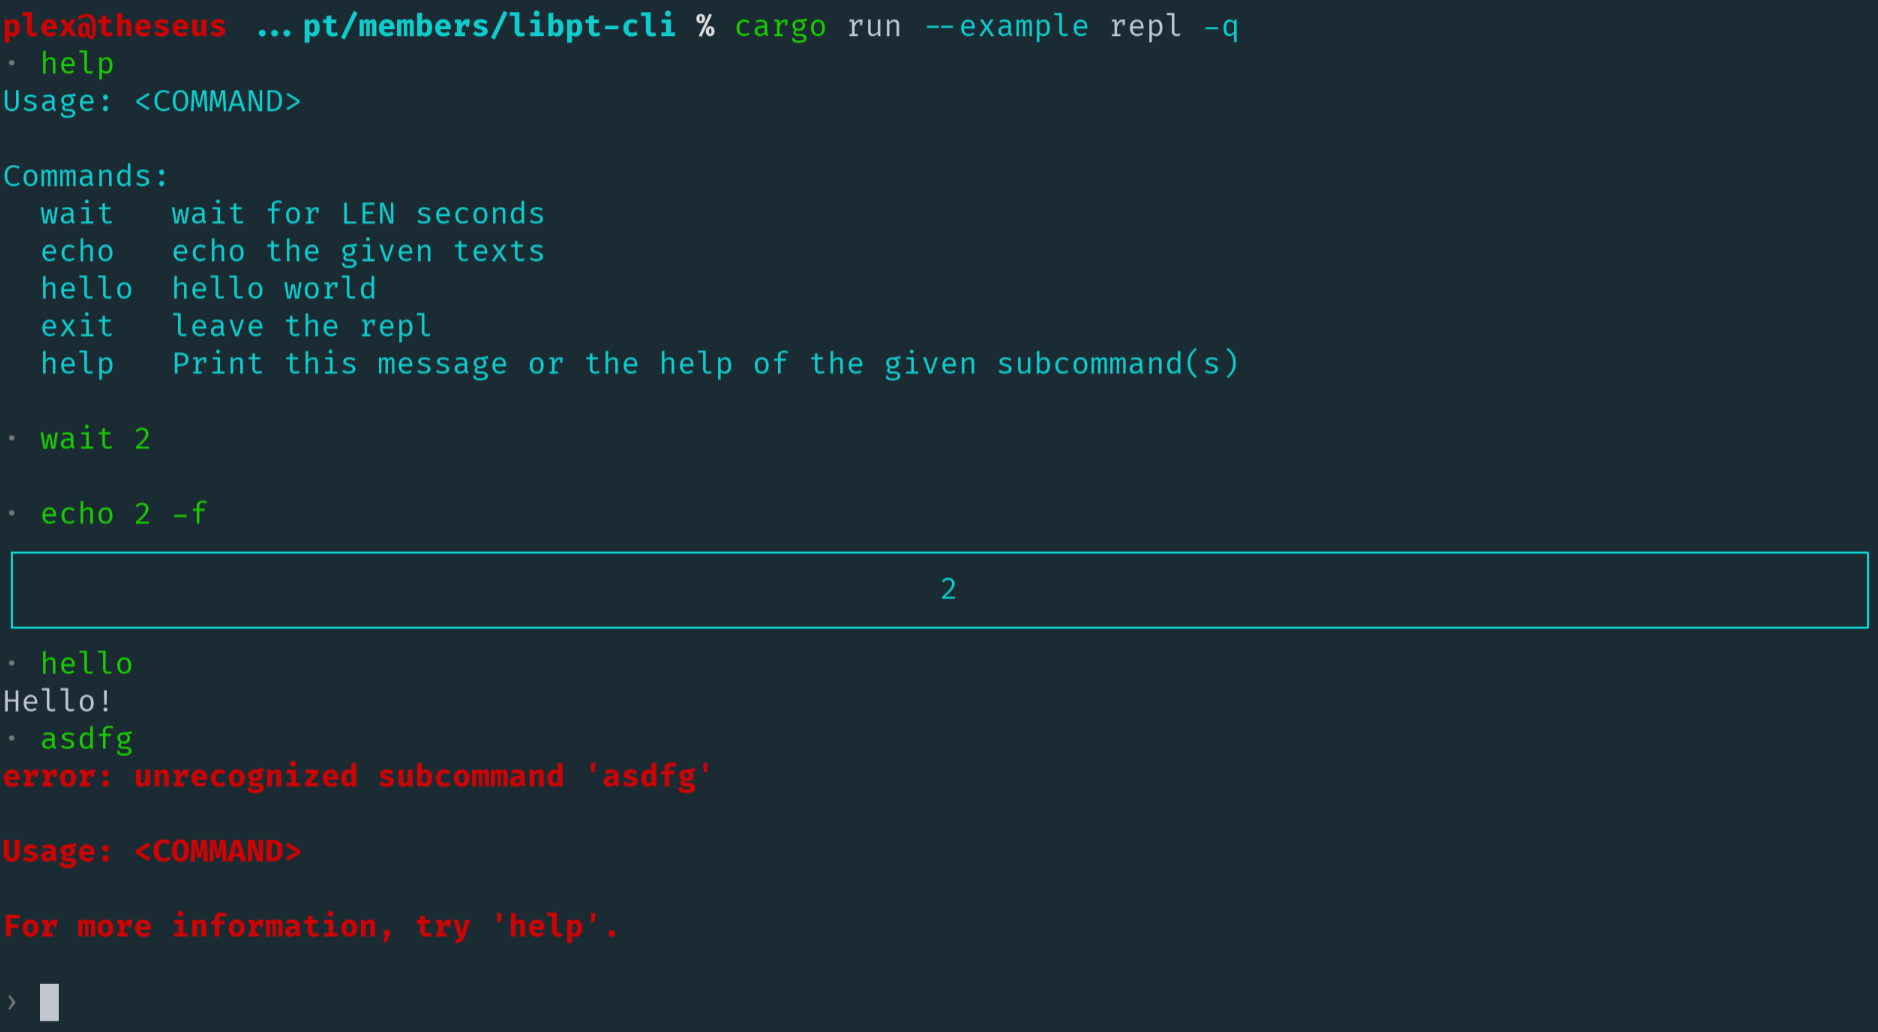 plex@theseus …pt/members/libpt-cli % cargo run --example repl -q
· help
Usage: <COMMAND>

Commands:
  wait   wait for LEN seconds
  echo   echo the given texts
  hello  hello world
  exit   leave the repl
  help   Print this message or the help of the given subcommand(s)

· wait 2

· echo 2 -f
2
· hello
Hello!
· asdfg
error: unrecognized subcommand 'asdfg'

Usage: <COMMAND>

For more information, try 'help'.

›